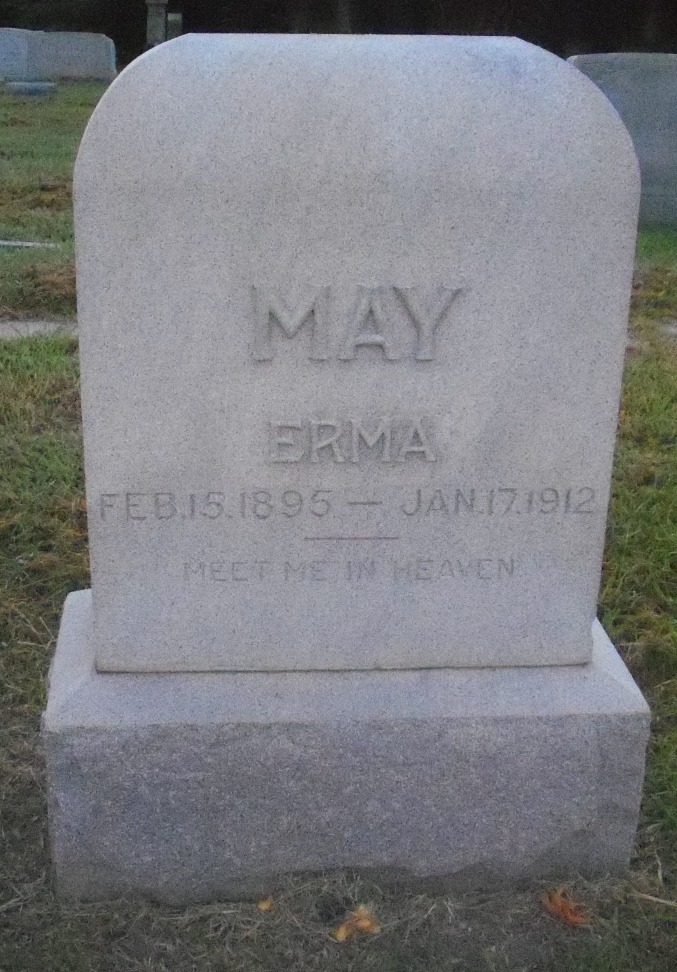 MAY
ERMA
FEB.15.1895 — JAN.17.1912
MEET ME IN HEAVEN